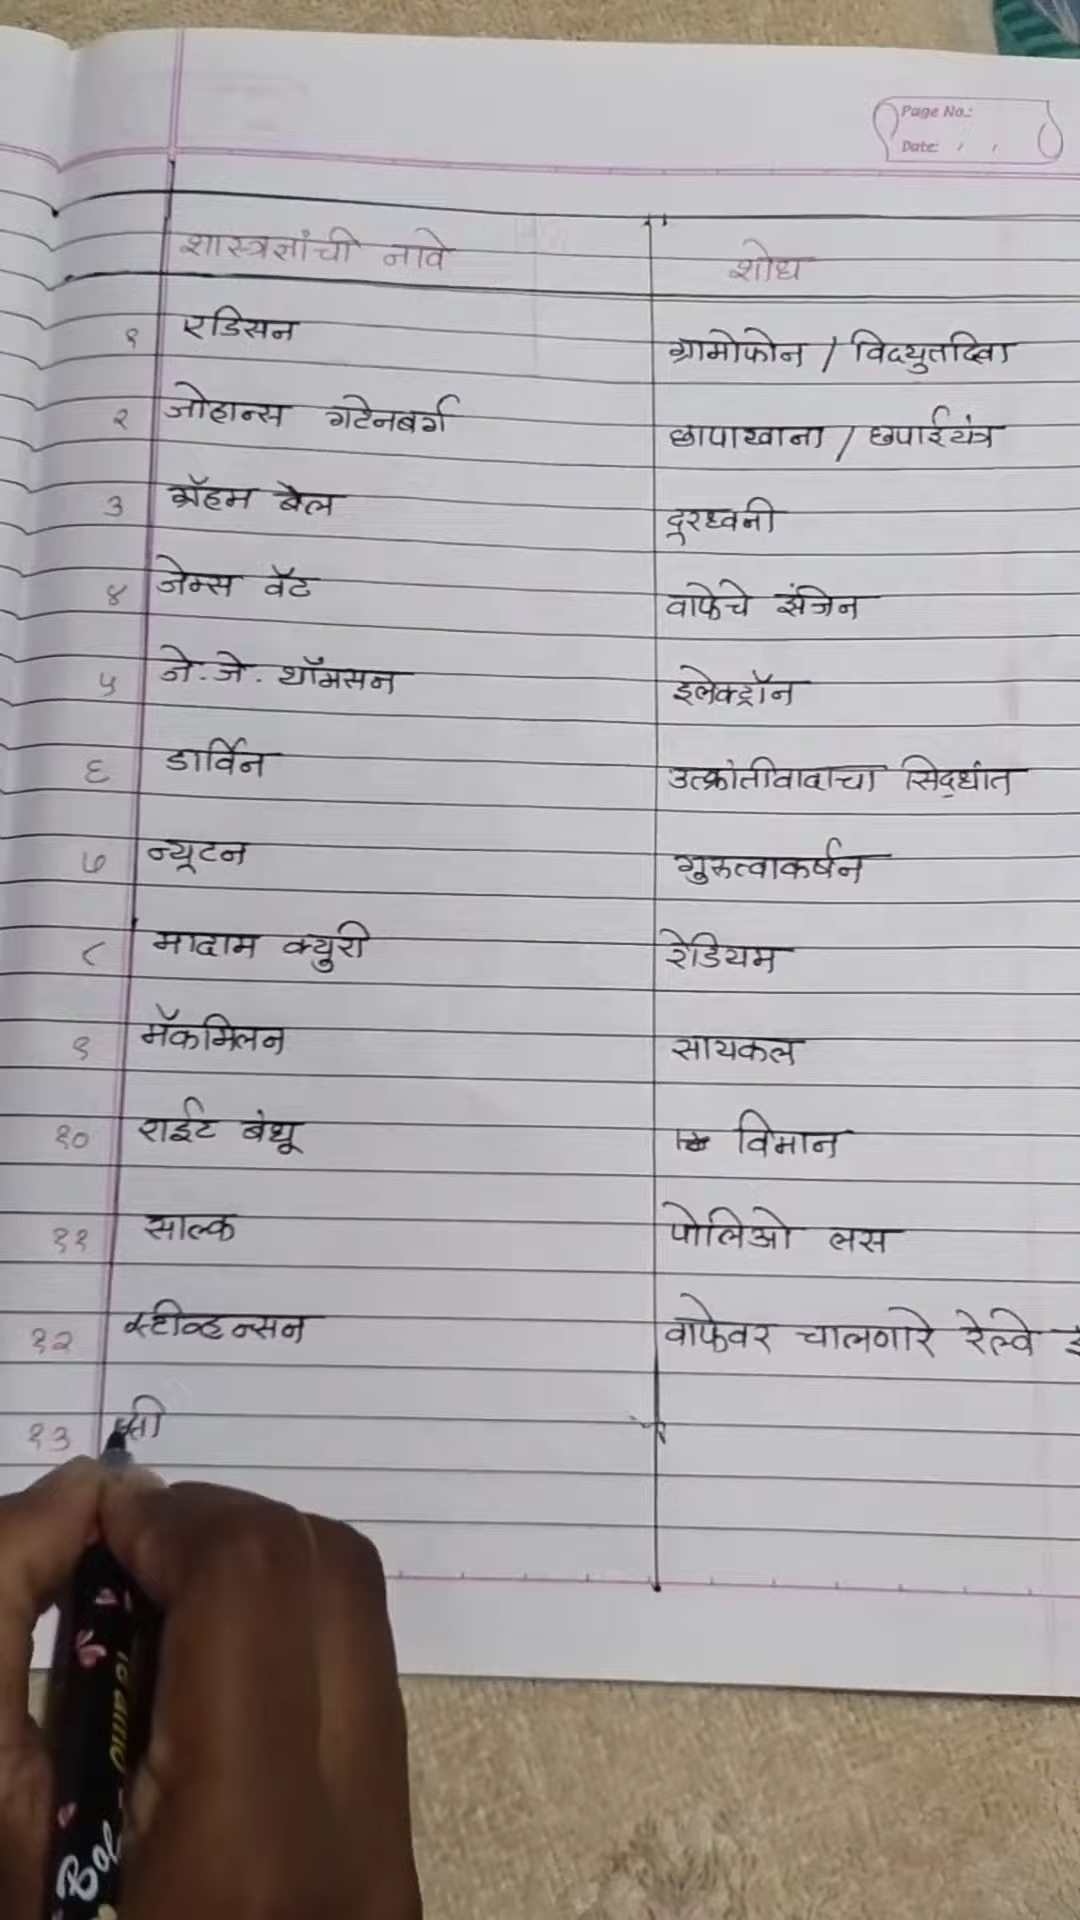 Page No.:
Date:
शास्त्रज्ञांची नावे शोध
१ एडिसन ग्रामोफोन / विद्युतदिवा
२ जोहान्स गटेनबर्ग छापाखाना / छपाईयंत्र
३ ग्रॅहम बेल दूरध्वनी
४ जेम्स वॅट वाफेचे इंजिन
५ जे. जे. थॉमसन इलेक्ट्रॉन
६ डार्विन उत्क्रांतीवादाचा सिद्धांत
७ न्यूटन गुरुत्वाकर्षन
८ मादाम क्युरी रेडियम
९ मॅकमिलन सायकल
१० राईट बंधू विमान
११ साल्क पोलिओ लस
१२ स्टीव्हन्सन वाफेवर चालणारे रेल्वे
१३